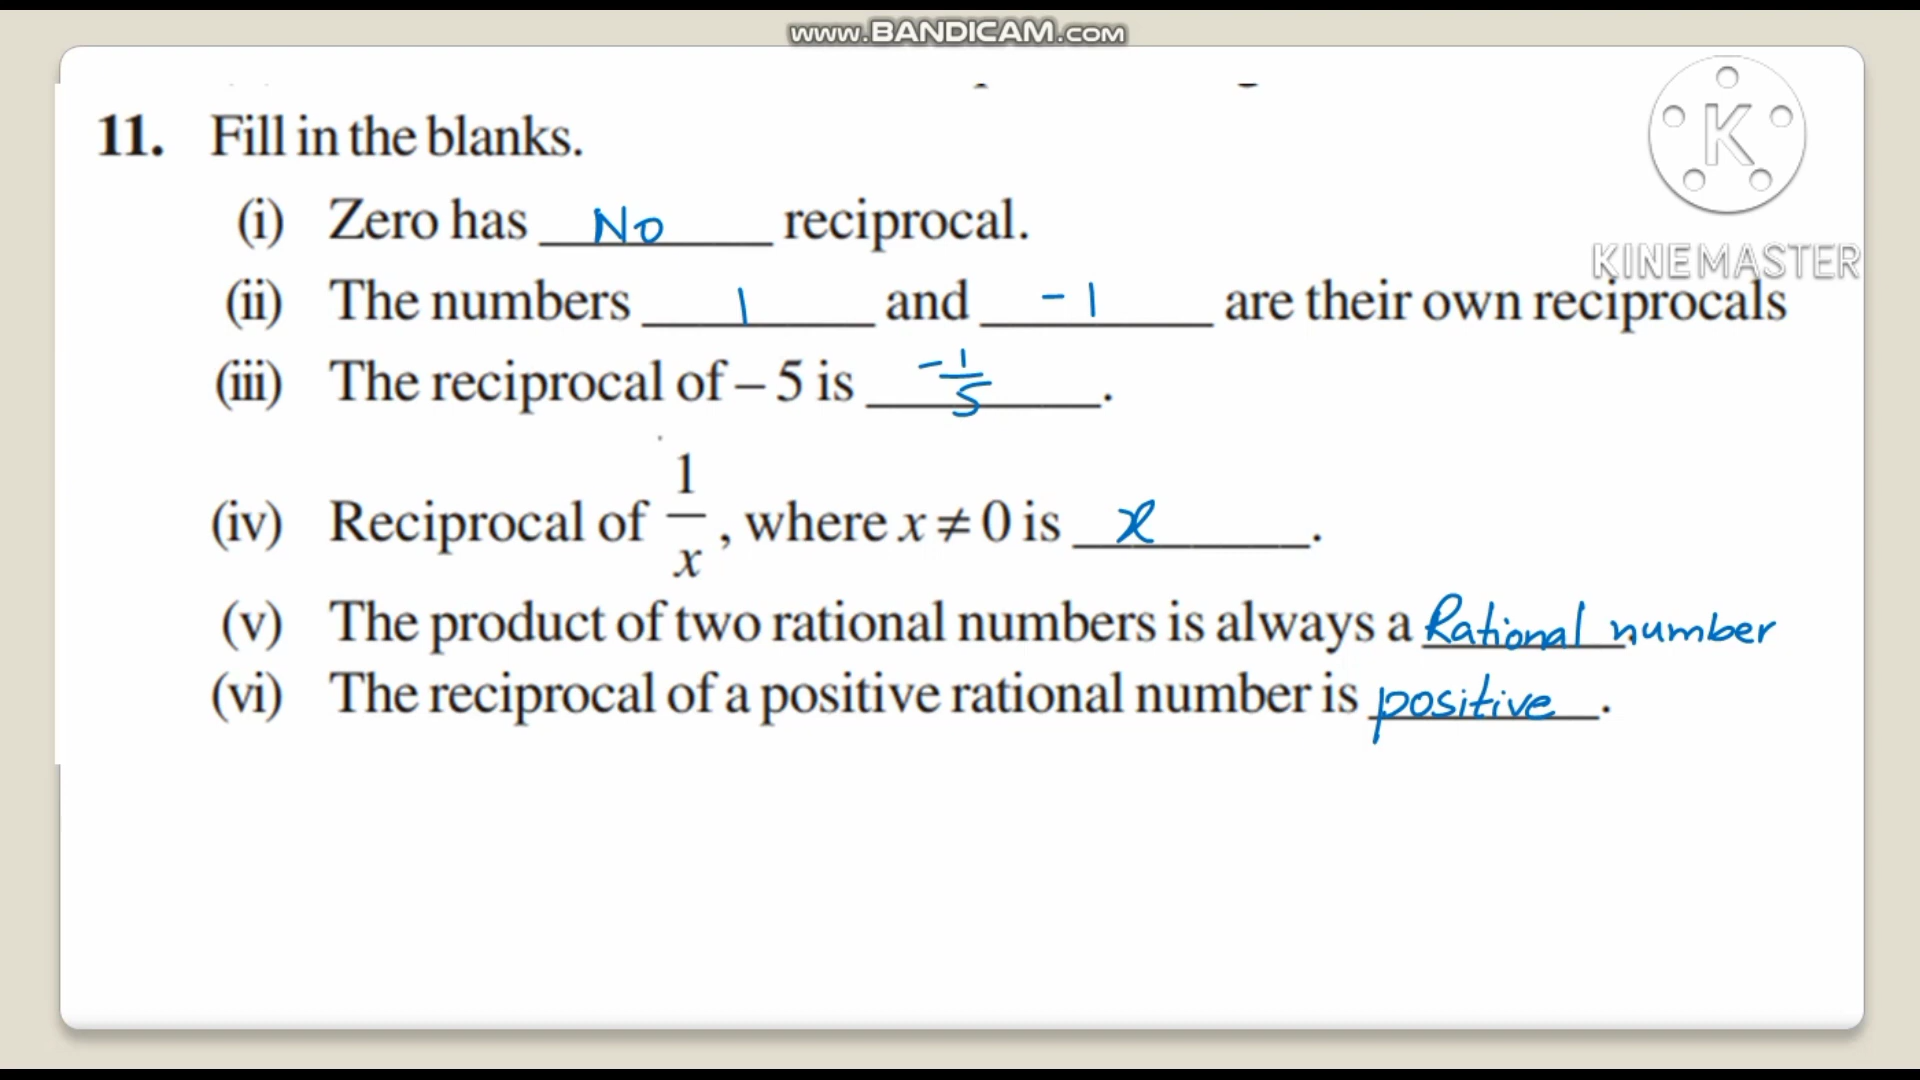 www.BANDICAM.com
K
KINEMASTER
11. Fill in the blanks.
(i) Zero has No reciprocal.
(ii) The numbers 1 and -1 are their own reciprocals
(iii) The reciprocal of – 5 is -1/5.
(iv) Reciprocal of 1/x, where x ≠ 0 is x.
(v) The product of two rational numbers is always a Rational number
(vi) The reciprocal of a positive rational number is positive.